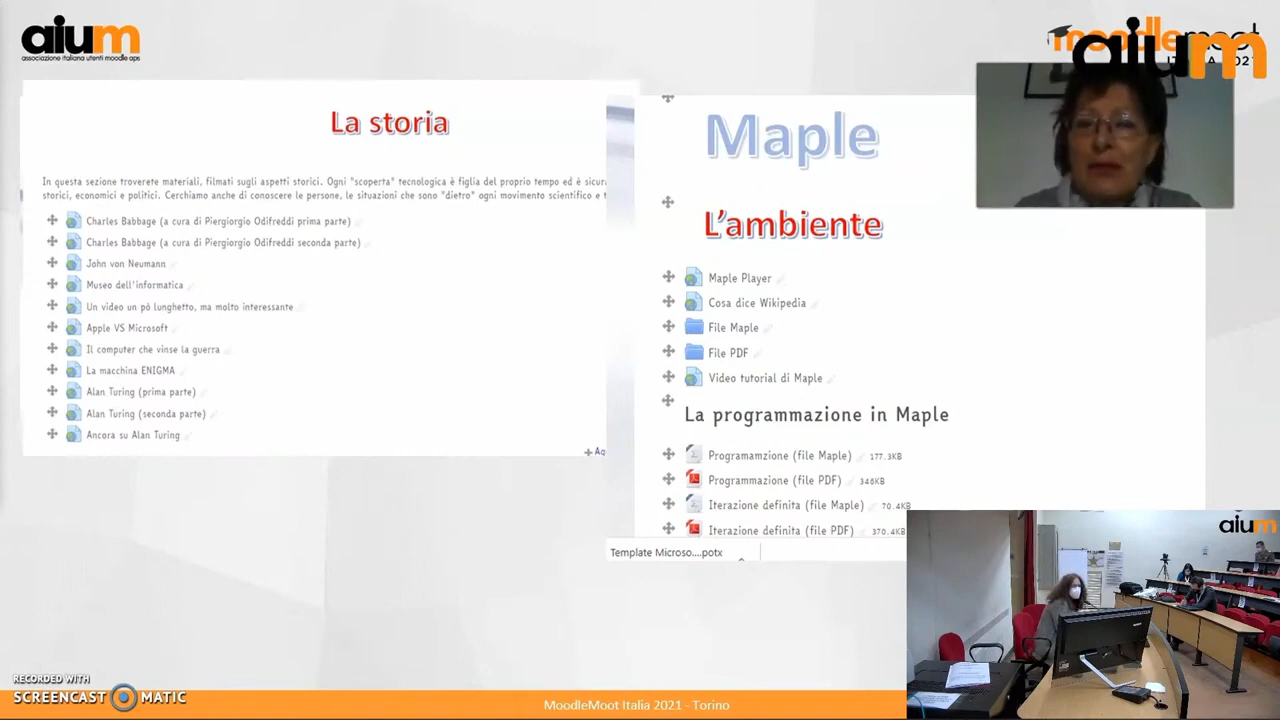 aium
associazione italiana utenti moodle aps
moodlemoot
aium
La storia
In questa sezione troverete materiali, filmati sugli aspetti storici. Ogni "scoperta" tecnologica è figlia del proprio tempo ed è sicur
storici, economici e politici. Cerchiamo anche di conoscere le persone, le situazioni che sono "dietro" ogni movimento scientifico e t
Charles Babbage (a cura di Piergiorgio Odifreddi prima parte)
Charles Babbage (a cura di Piergiorgio Odifreddi seconda parte)
John von Neumann
Museo dell'informatica
Un video un pò lunghetto, ma molto interessante
Apple VS Microsoft
Il computer che vinse la guerra
La macchina ENIGMA
Alan Turing (prima parte)
Alan Turing (seconda parte)
Ancora su Alan Turing
Ag
Maple
L'ambiente
Maple Player
Cosa dice Wikipedia
File Maple
File PDF
Video tutorial di Maple
La programmazione in Maple
Programamzione (file Maple) 177.3KB
Programmazione (file PDF) 346KB
Iterazione definita (file Maple) 70.4KB
Iterazione definita (file PDF) 370.4KB
Template Microso....potx
aium
RECORDED WITH
SCREENCAST MATIC
MoodleMoot Italia 2021 - Torino